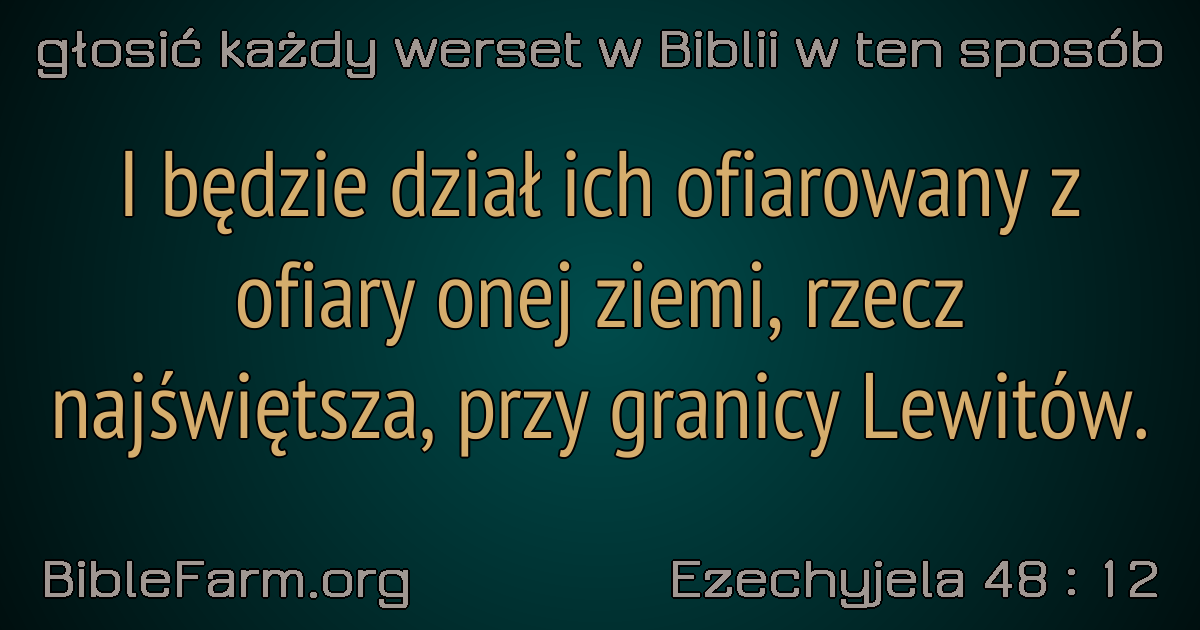 głosić każdy werset w Biblii w ten sposób
I będzie dział ich ofiarowany z
ofiary onej ziemi, rzecz
najświętsza, przy granicy Lewitów.
BibleFarm.org
Ezechyjela 48 : 12